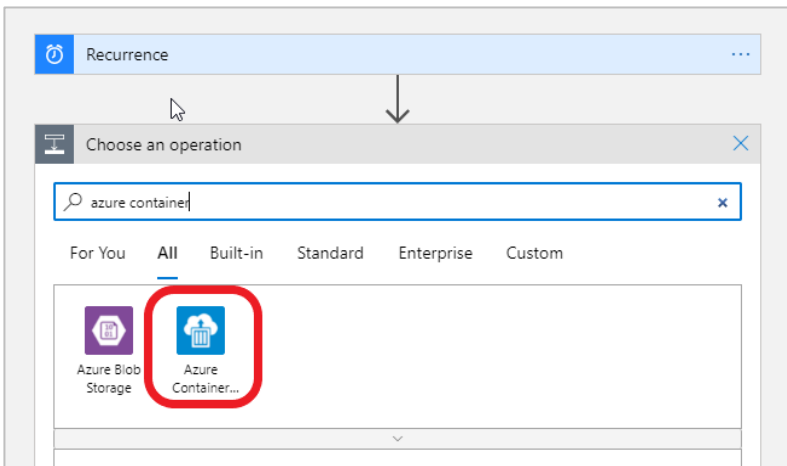 Recurrence
...
Choose an operation
azure container
For You All Built-in Standard Enterprise Custom
Azure Blob Storage
Azure Container...